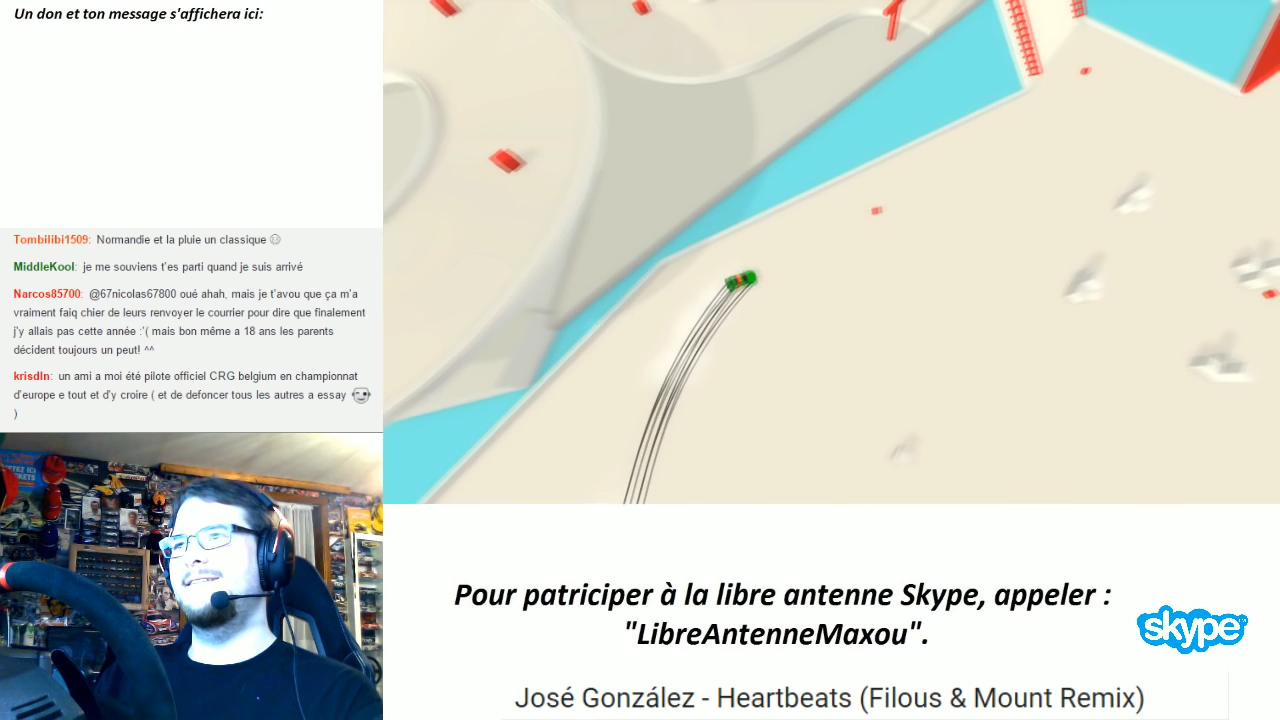 Un don et ton message s'affichera ici:
Tombilibi1509: Normandie et la pluie un classique
MiddleKool: je me souviens t'es parti quand je suis arrivé
Narcos85700: @67nicolas67800 oué ahah, mais je t'avou que ça m'a
vraiment faiq chier de leurs renvoyer le courrier pour dire que finalement
j'y allais pas cette année :'( mais bon même a 18 ans les parents
décident toujours un peut! ^^
krisdln: un ami a moi été pilote officiel CRG belgium en championnat
d'europe e tout et d'y croire ( et de defoncer tous les autres a essay
)
Pour patriciper à la libre antenne Skype, appeler :
"LibreAntenneMaxou".
skype
José González - Heartbeats (Filous & Mount Remix)